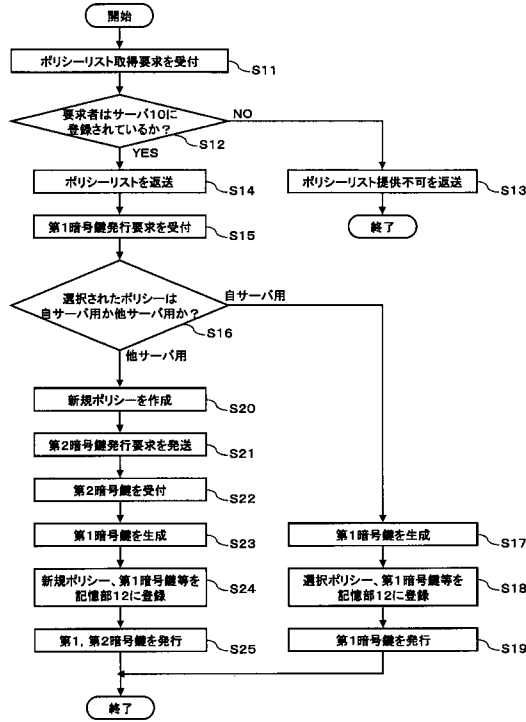 開始
ポリシーリスト取得要求を受付
S11
要求者はサーバ10に
登録されているか?
S12
NO
YES
ポリシーリストを返送
S14
ポリシーリスト提供不可を返送
S13
第1暗号鍵発行要求を受付
S15
終了
選択されたポリシーは
自サーバ用か他サーバ用か?
S16
自サーバ用
他サーバ用
新規ポリシーを作成
S20
第2暗号鍵発行要求を発送
S21
第2暗号鍵を受付
S22
第1暗号鍵を生成
S23
第1暗号鍵を生成
S17
新規ポリシー、第1暗号鍵等を
記憶部12に登録
S24
選択ポリシー、第1暗号鍵等を
記憶部12に登録
S18
第1,第2暗号鍵を発行
S25
第1暗号鍵を発行
S19
終了